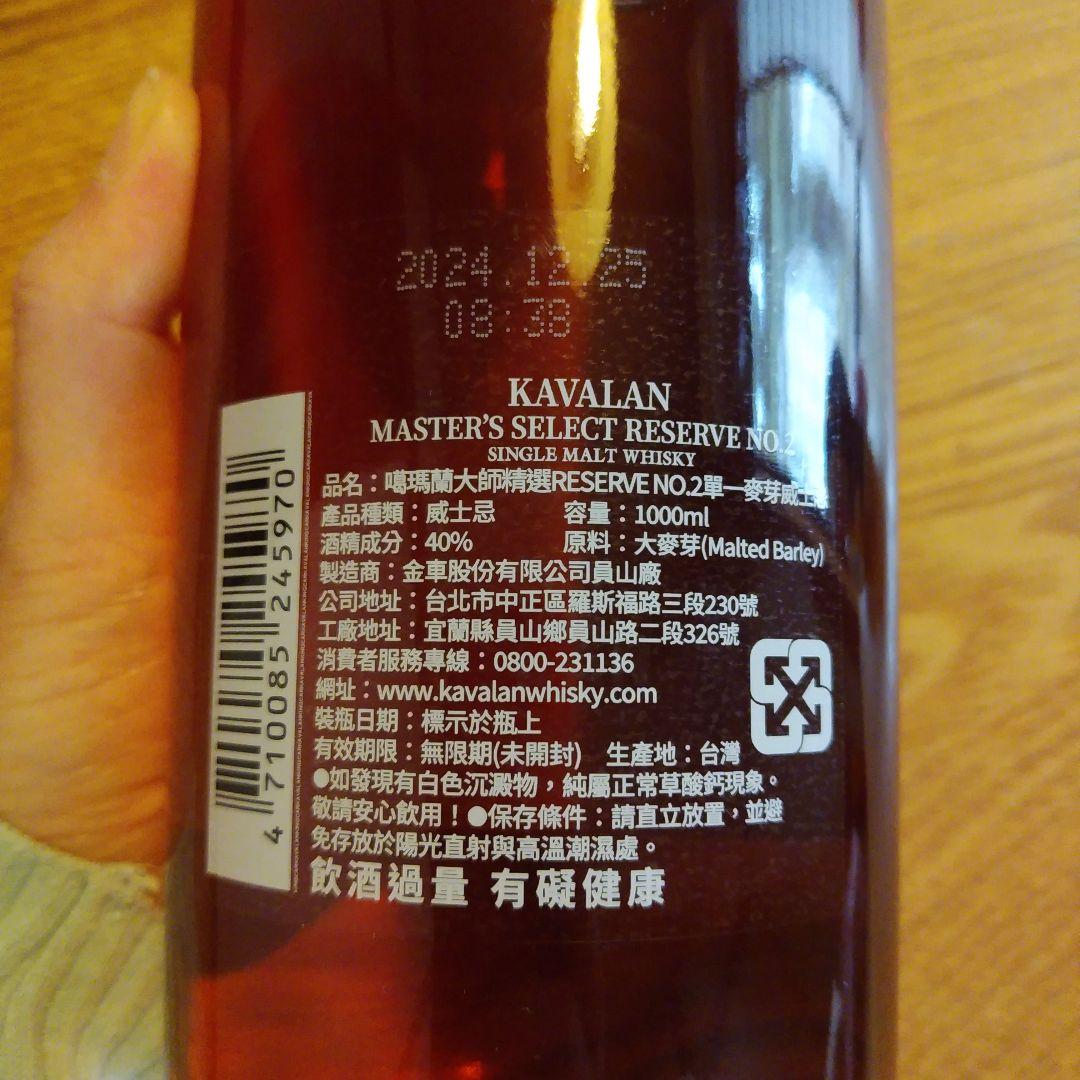 2024.12.25
08:38
KAVALAN
MASTER'S SELECT RESERVE NO.2
SINGLE MALT WHISKY
品名：噶瑪蘭大師精選RESERVE NO.2單一麥芽威士
產品種類：威士忌 容量：1000ml
酒精成分：40% 原料：大麥芽(Malted Barley)
製造商：金車股份有限公司員山廠
公司地址：台北市中正區羅斯福路三段230號
工廠地址：宜蘭縣員山鄉員山路二段326號
消費者服務專線：0800-231136
網址：www.kavalanwhisky.com
裝瓶日期：標示於瓶上
有效期限：無限期(未開封) 生產地：台灣
●如發現有白色沉澱物，純屬正常草酸鈣現象。
敬請安心飲用！●保存條件：請直立放置，並避
免存放於陽光直射與高溫潮濕處。
飲酒過量 有礙健康
4 710085 245970